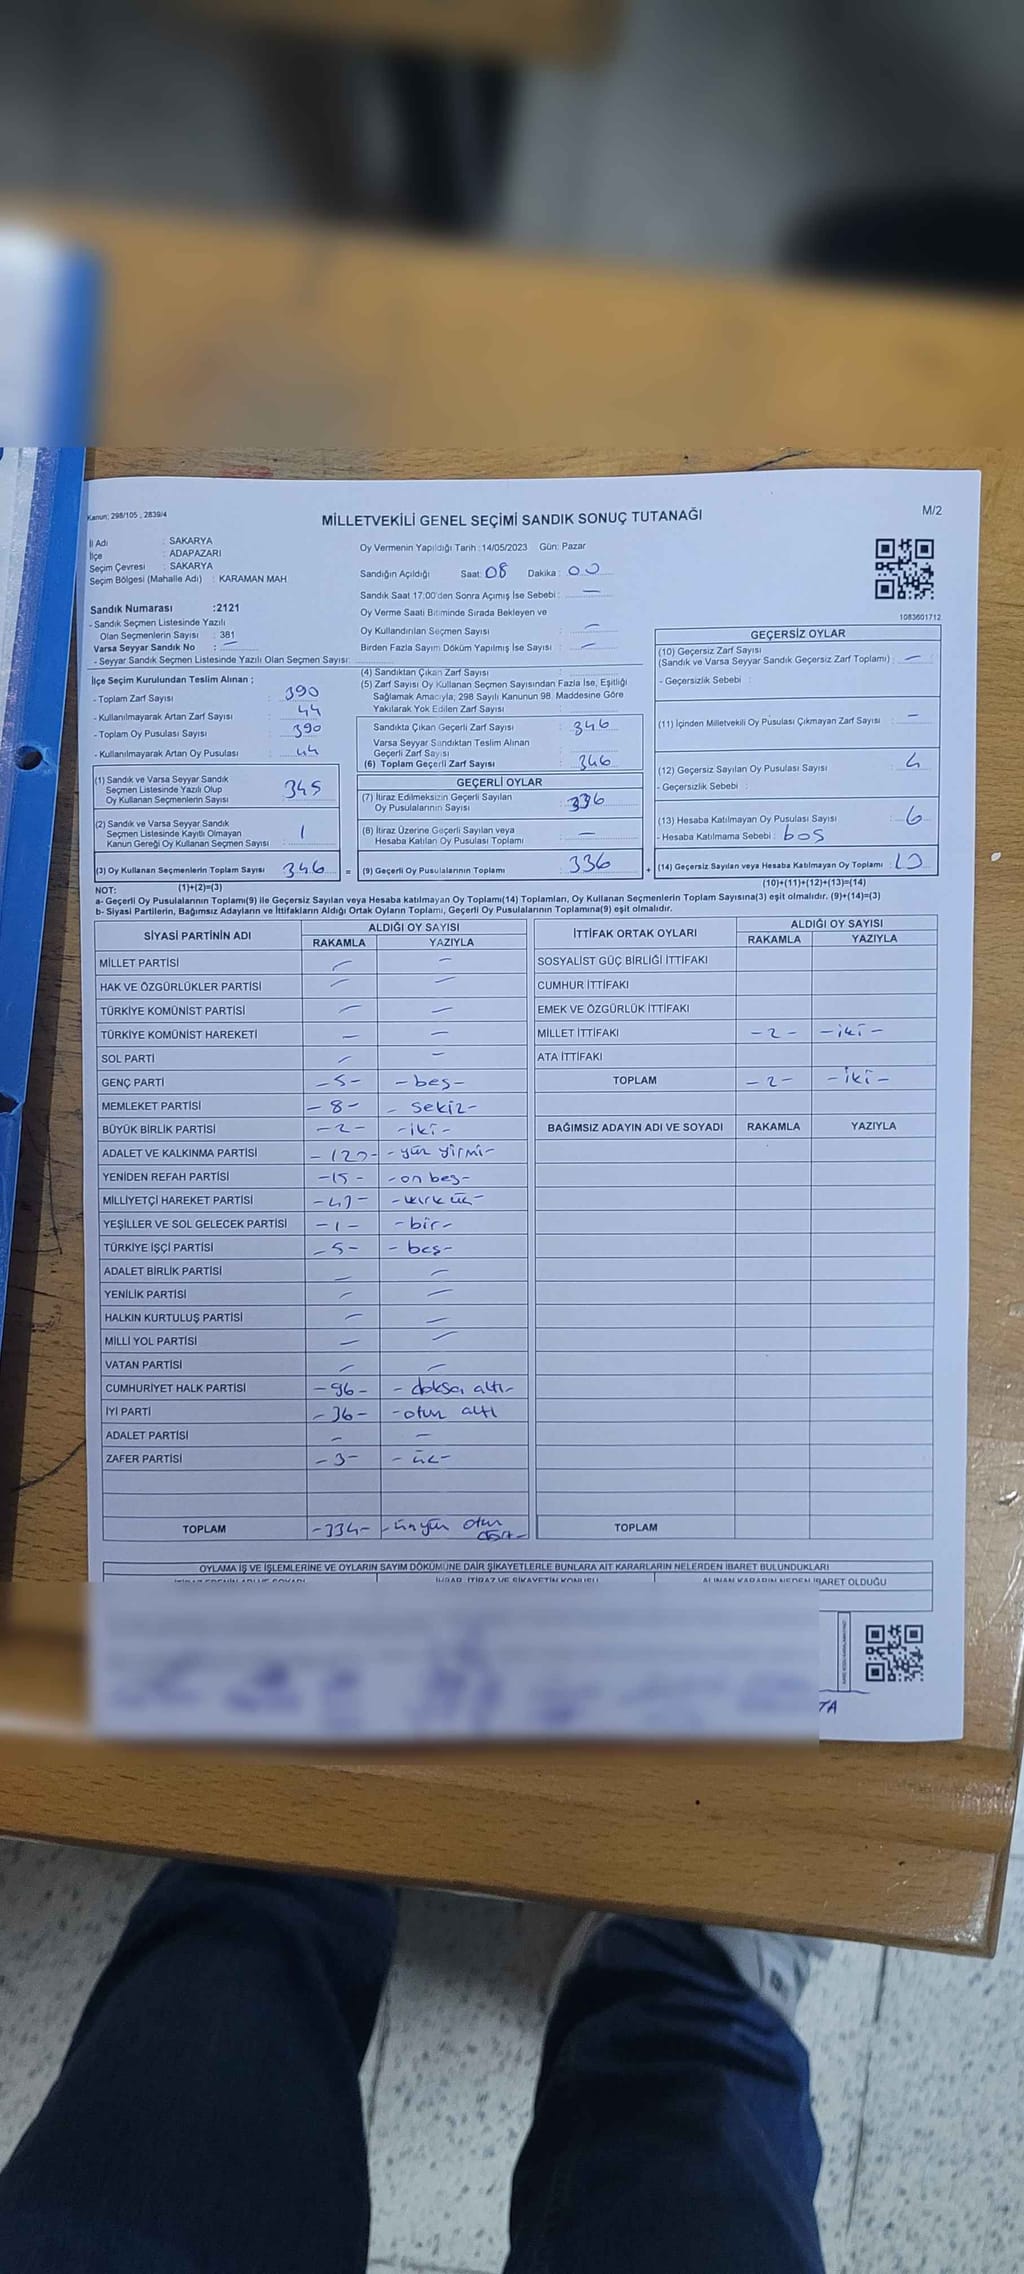 Kanun; 298/105 , 2839/4
MİLLETVEKİLİ GENEL SEÇİMİ SANDIK SONUÇ TUTANAĞI
M/2
İl Adı : SAKARYA
İlçe : ADAPAZARI
Seçim Çevresi : SAKARYA
Seçim Bölgesi (Mahalle Adı) : KARAMAN MAH
Sandık Numarası :2121
- Sandık Seçmen Listesinde Yazılı
Olan Seçmenlerin Sayısı : 381
Varsa Seyyar Sandık No : –
- Seyyar Sandık Seçmen Listesinde Yazılı Olan Seçmen Sayısı:
Oy Vermenin Yapıldığı Tarih :14/05/2023 Gün: Pazar
Sandığın Açıldığı Saat: 08 Dakika : 00
Sandık Saat 17:00'den Sonra Açımış İse Sebebi : –
Oy Verme Saati Bitiminde Sırada Bekleyen ve
Oy Kullandırılan Seçmen Sayısı : –
Birden Fazla Sayım Döküm Yapılmış İse Sayısı : –
1083601712
İlçe Seçim Kurulundan Teslim Alınan ;
- Toplam Zarf Sayısı : 390
- Kullanılmayarak Artan Zarf Sayısı : 44
- Toplam Oy Pusulası Sayısı : 390
- Kullanılmayarak Artan Oy Pusulası : 44
(1) Sandık ve Varsa Seyyar Sandık
Seçmen Listesinde Yazılı Olup
Oy Kullanan Seçmenlerin Sayısı : 345
(2) Sandık ve Varsa Seyyar Sandık
Seçmen Listesinde Kayıtlı Olmayan
Kanun Gereği Oy Kullanan Seçmen Sayısı : 1
(3) Oy Kullanan Seçmenlerin Toplam Sayısı : 346 =
(4) Sandıktan Çıkan Zarf Sayısı :
(5) Zarf Sayısı Oy Kullanan Seçmen Sayısından Fazla İse, Eşitliği
Sağlamak Amacıyla, 298 Sayılı Kanunun 98. Maddesine Göre
Yakılarak Yok Edilen Zarf Sayısı :
Sandıkta Çıkan Geçerli Zarf Sayısı : 346
Varsa Seyyar Sandıktan Teslim Alınan
Geçerli Zarf Sayısı :
(6) Toplam Geçerli Zarf Sayısı : 346
GEÇERLİ OYLAR
(7) İtiraz Edilmeksizin Geçerli Sayılan
Oy Pusulalarının Sayısı : 336
(8) İtiraz Üzerine Geçerli Sayılan veya
Hesaba Katılan Oy Pusulası Toplamı : –
(9) Geçerli Oy Pusulalarının Toplamı : 336 +
GEÇERSİZ OYLAR
(10) Geçersiz Zarf Sayısı
(Sandık ve Varsa Seyyar Sandık Geçersiz Zarf Toplamı) : –
- Geçersizlik Sebebi :
(11) İçinden Milletvekili Oy Pusulası Çıkmayan Zarf Sayısı : –
(12) Geçersiz Sayılan Oy Pusulası Sayısı : 4
- Geçersizlik Sebebi :
(13) Hesaba Katılmayan Oy Pusulası Sayısı : 6
- Hesaba Katılmama Sebebi : boş
(14) Geçersiz Sayılan veya Hesaba Katılmayan Oy Toplamı : 10
NOT: (1)+(2)=(3)
(10)+(11)+(12)+(13)=(14)
a- Geçerli Oy Pusulalarının Toplamı(9) ile Geçersiz Sayılan veya Hesaba katılmayan Oy Toplamı(14) Toplamları, Oy Kullanan Seçmenlerin Toplam Sayısına(3) eşit olmalıdır. (9)+(14)=(3)
b- Siyasi Partilerin, Bağımsız Adayların ve İttifakların Aldığı Ortak Oyların Toplamı, Geçerli Oy Pusulalarının Toplamına(9) eşit olmalıdır.
SİYASİ PARTİNİN ADI ALDIĞI OY SAYISI
RAKAMLA YAZIYLA
MİLLET PARTİSİ – –
HAK VE ÖZGÜRLÜKLER PARTİSİ – –
TÜRKİYE KOMÜNİST PARTİSİ – –
TÜRKİYE KOMÜNİST HAREKETİ – –
SOL PARTİ – –
GENÇ PARTİ –5– –beş–
MEMLEKET PARTİSİ –8– –sekiz–
BÜYÜK BİRLİK PARTİSİ –2– –iki–
ADALET VE KALKINMA PARTİSİ –120– –yüz yirmi–
YENİDEN REFAH PARTİSİ –15– –on beş–
MİLLİYETÇİ HAREKET PARTİSİ –43– –kırk üç–
YEŞİLLER VE SOL GELECEK PARTİSİ –1– –bir–
TÜRKİYE İŞÇİ PARTİSİ –5– –beş–
ADALET BİRLİK PARTİSİ – –
YENİLİK PARTİSİ – –
HALKIN KURTULUŞ PARTİSİ – –
MİLLİ YOL PARTİSİ – –
VATAN PARTİSİ – –
CUMHURİYET HALK PARTİSİ –96– –doksan altı–
İYİ PARTİ –36– –otuz altı
ADALET PARTİSİ – –
ZAFER PARTİSİ –3– –üç–
TOPLAM –334– –üçyüz otuz dört–
İTTİFAK ORTAK OYLARI ALDIĞI OY SAYISI
RAKAMLA YAZIYLA
SOSYALİST GÜÇ BİRLİĞİ İTTİFAKI
CUMHUR İTTİFAKI
EMEK VE ÖZGÜRLÜK İTTİFAKI
MİLLET İTTİFAKI –2– –iki–
ATA İTTİFAKI
TOPLAM –2– –iki–
BAĞIMSIZ ADAYIN ADI VE SOYADI RAKAMLA YAZIYLA
TOPLAM
OYLAMA İŞ VE İŞLEMLERİNE VE OYLARIN SAYIM DÖKÜMÜNE DAİR ŞİKAYETLERLE BUNLARA AİT KARARLARIN NELERDEN İBARET BULUNDUKLARI
İTİRAZ EDENİN ADI VE SOYADI İHBAR, İTİRAZ VE ŞİKAYETİN KONUSU ALINAN KARARIN NEDEN İBARET OLDUĞU
TA